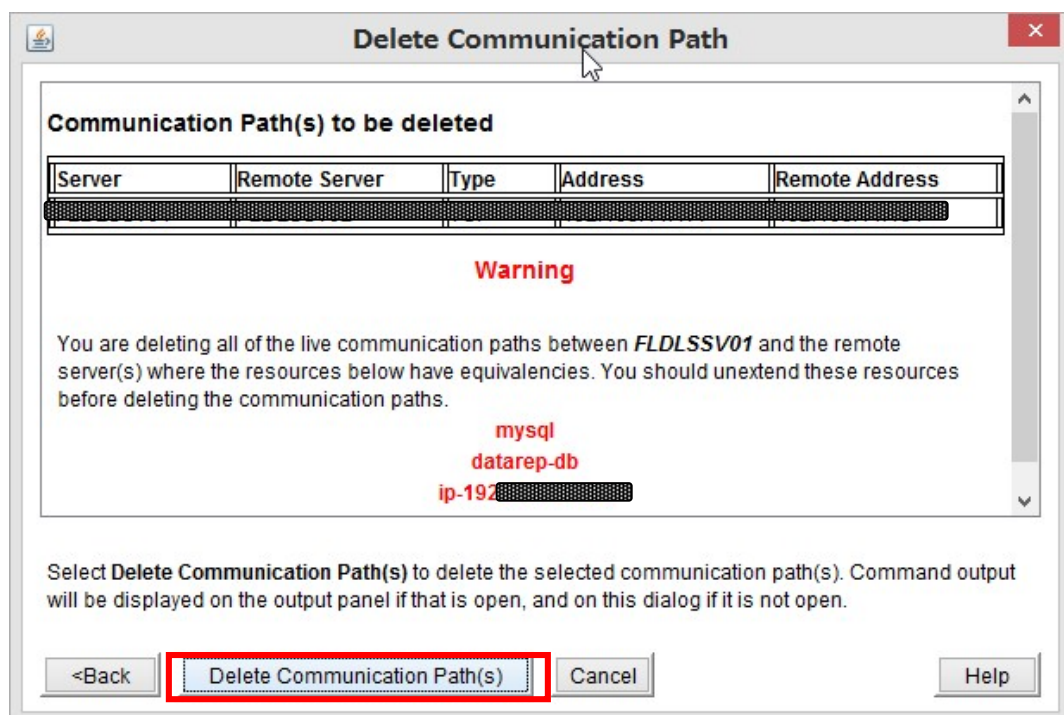 Delete Communication Path
Communication Path(s) to be deleted
Server Remote Server Type Address Remote Address
Warning
You are deleting all of the live communication paths between FLDLSSV01 and the remote
server(s) where the resources below have equivalencies. You should unextend these resources
before deleting the communication paths.
mysql
datarep-db
ip-192
Select Delete Communication Path(s) to delete the selected communication path(s). Command output
will be displayed on the output panel if that is open, and on this dialog if it is not open.
<Back Delete Communication Path(s) Cancel Help